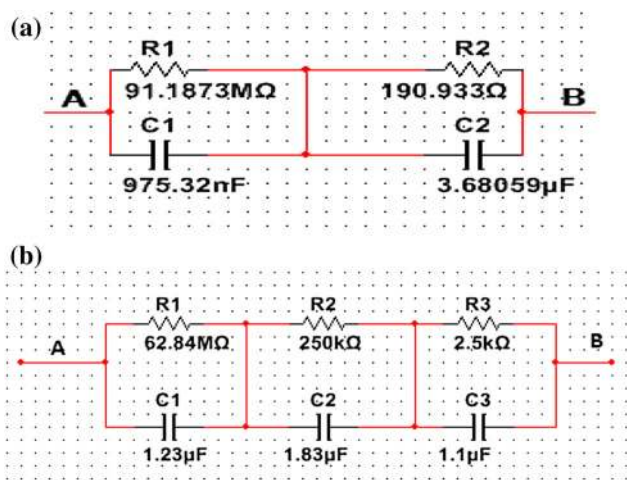 (a)
R1 R2
A 91.1873MΩ 190.933Ω B
C1 C2
975.32nF 3.68059µF
(b)
R1 R2 R3
A 62.84MΩ 250kΩ 2.5kΩ B
C1 C2 C3
1.23µF 1.83µF 1.1µF